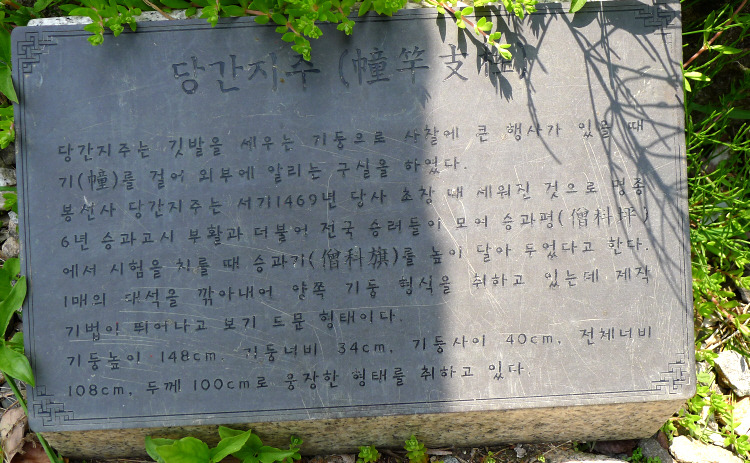 당간지주 (幢竿支柱)
당간지주는 깃발을 세우는 기둥으로 사찰에 큰 행사가 있을 때
기(幢)를 걸어 외부에 알리는 구실을 하였다.
봉선사 당간지주는 서기1469년 당사 초창 때 세워진 것으로 명종
6년 승과고시 부활과 더불어 전국 승려들이 모여 승과평(僧科坪)
에서 시험을 치를 때 승과기(僧科旗)를 높이 달아 두었다고 한다.
1매의 대석을 깎아내어 양쪽 기둥 형식을 취하고 있는데 제작
기법이 뛰어나고 보기 드문 형태이다.
기둥높이 148cm, 기둥너비 34cm, 기둥사이 40cm, 전체너비
108cm, 두께 100cm로 웅장한 형태를 취하고 있다.